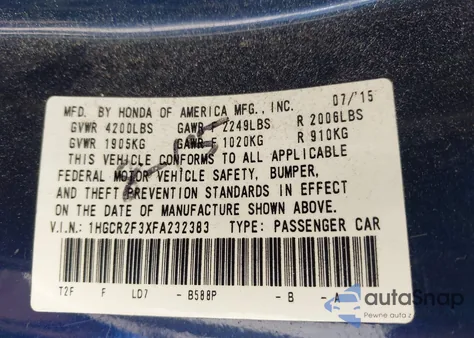 MFD. BY HONDA OF AMERICA MFG., INC. 07/'15
GVWR 4200LBS GAWR F 2249LBS R 2006LBS
GVWR 1905KG GAWR F 1020KG R 910KG
THIS VEHICLE CONFORMS TO ALL APPLICABLE
FEDERAL MOTOR VEHICLE SAFETY, BUMPER,
AND THEFT PREVENTION STANDARDS IN EFFECT
ON THE DATE OF MANUFACTURE SHOWN ABOVE.
V.I.N.: 1HGCR2F3XFA232383 TYPE: PASSENGER CAR
T2F F LD7 - B588P - B - A
autoSnap
Pewne auto z